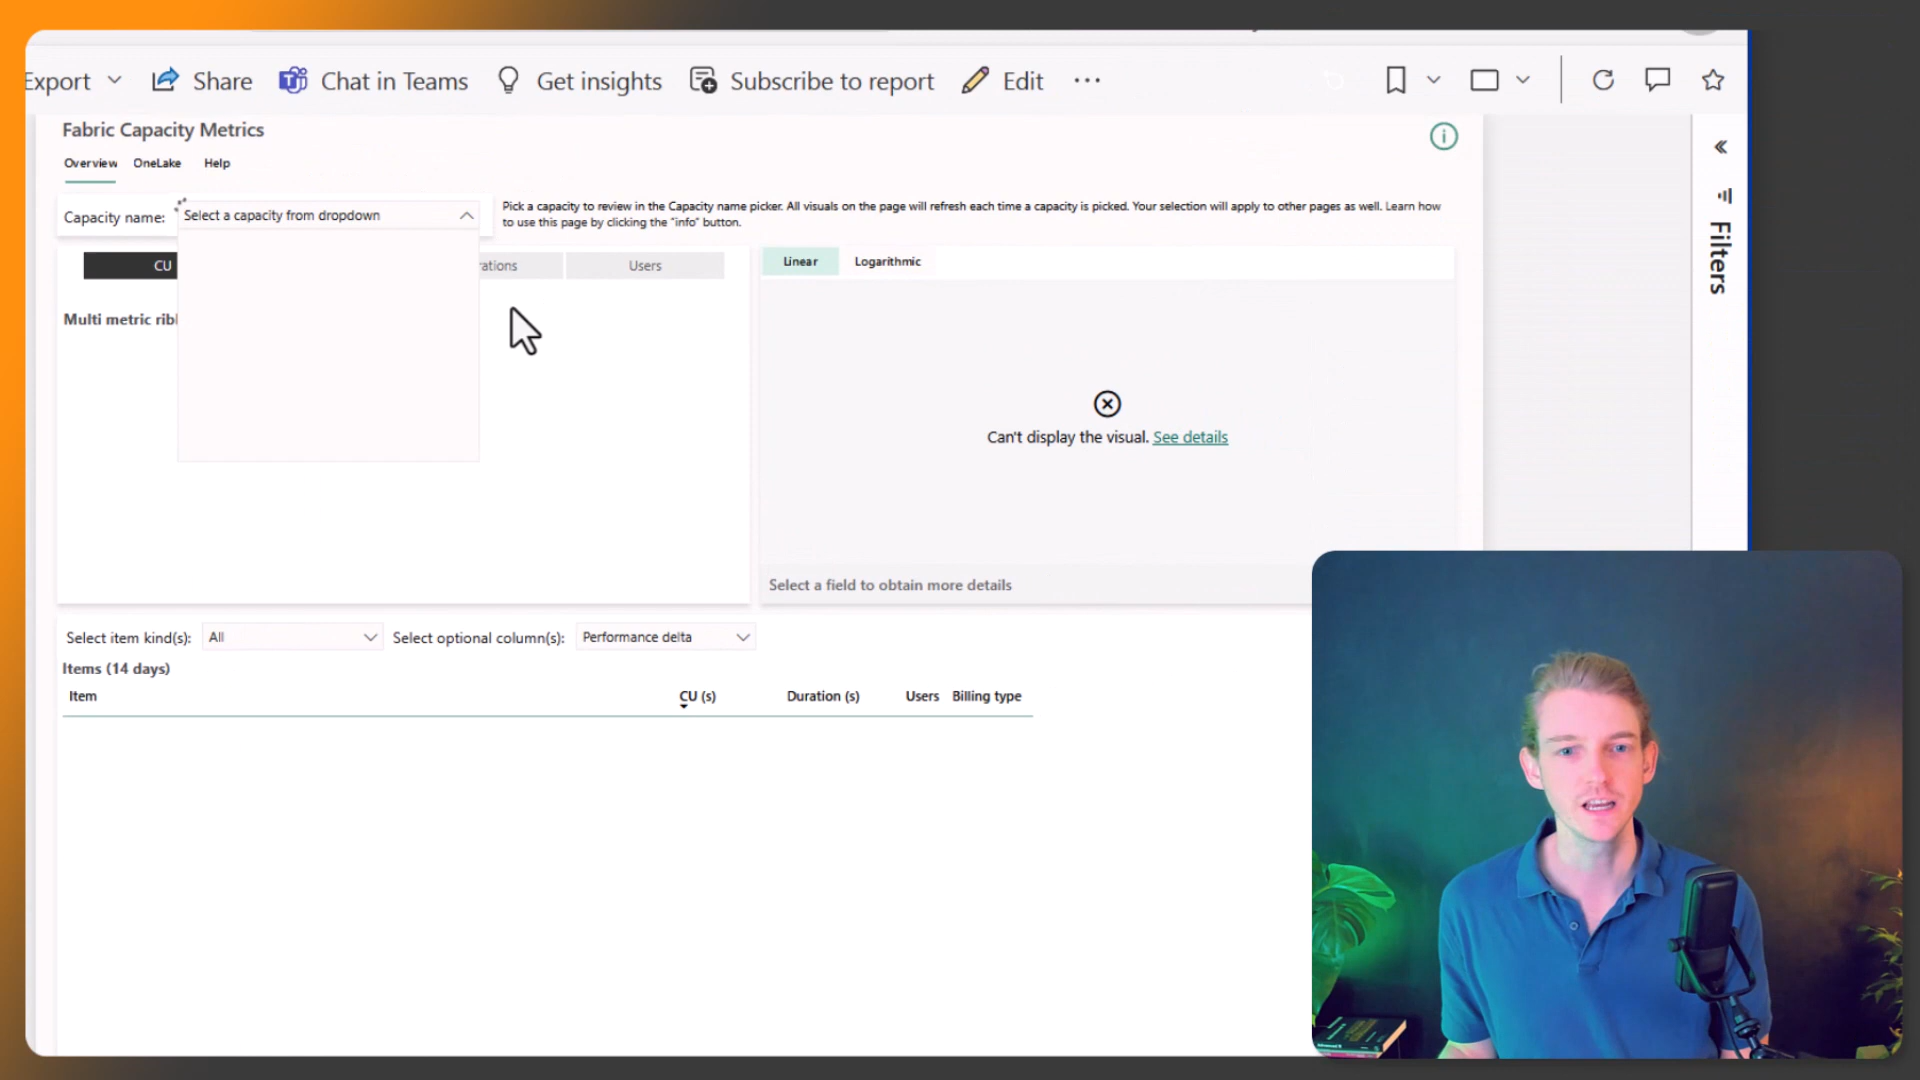 Export
Share
Chat in Teams
Get insights
Subscribe to report
Edit
Fabric Capacity Metrics
Overview
OneLake
Help
Capacity name:
Select a capacity from dropdown
Pick a capacity to review in the Capacity name picker. All visuals on the page will refresh each time a capacity is picked. Your selection will apply to other pages as well. Learn how
to use this page by clicking the "info" button.
CU
rations
Users
Linear
Logarithmic
Filters
Multi metric rib
Can't display the visual. See details
Select a field to obtain more details
Select item kind(s):
All
Select optional column(s):
Performance delta
Items (14 days)
Item
CU (s)
Duration (s)
Users
Billing type